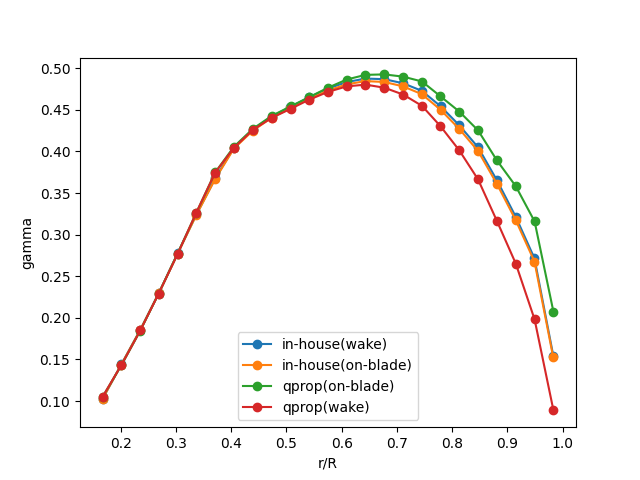 0.50
0.45
0.40
0.35
0.30
0.25
0.20
0.15
0.10
gamma
in-house(wake)
in-house(on-blade)
qprop(on-blade)
qprop(wake)
0.2 0.3 0.4 0.5 0.6 0.7 0.8 0.9 1.0
r/R